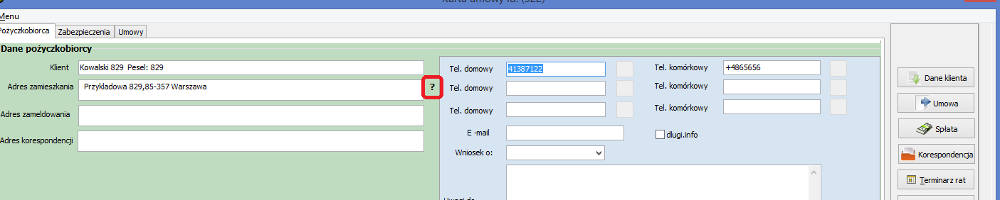 Karta umowy id. (JEE)
Menu
Pożyczkobiorca Zabezpieczenia Umowy
Dane pożyczkobiorcy
Klient Kowalski 829 Pesel: 829
Adres zamieszkania Przykladowa 829,85-357 Warszawa ?
Adres zameldowania
Adres korespondencji
Tel. domowy 41387122 Tel. komórkowy +4865656
Tel. domowy Tel. komórkowy
Tel. domowy Tel. komórkowy
E -mail dlugi.info
Wniosek o:
Uwagi do
Dane klienta
Umowa
Spłata
Korespondencja
Terminarz rat